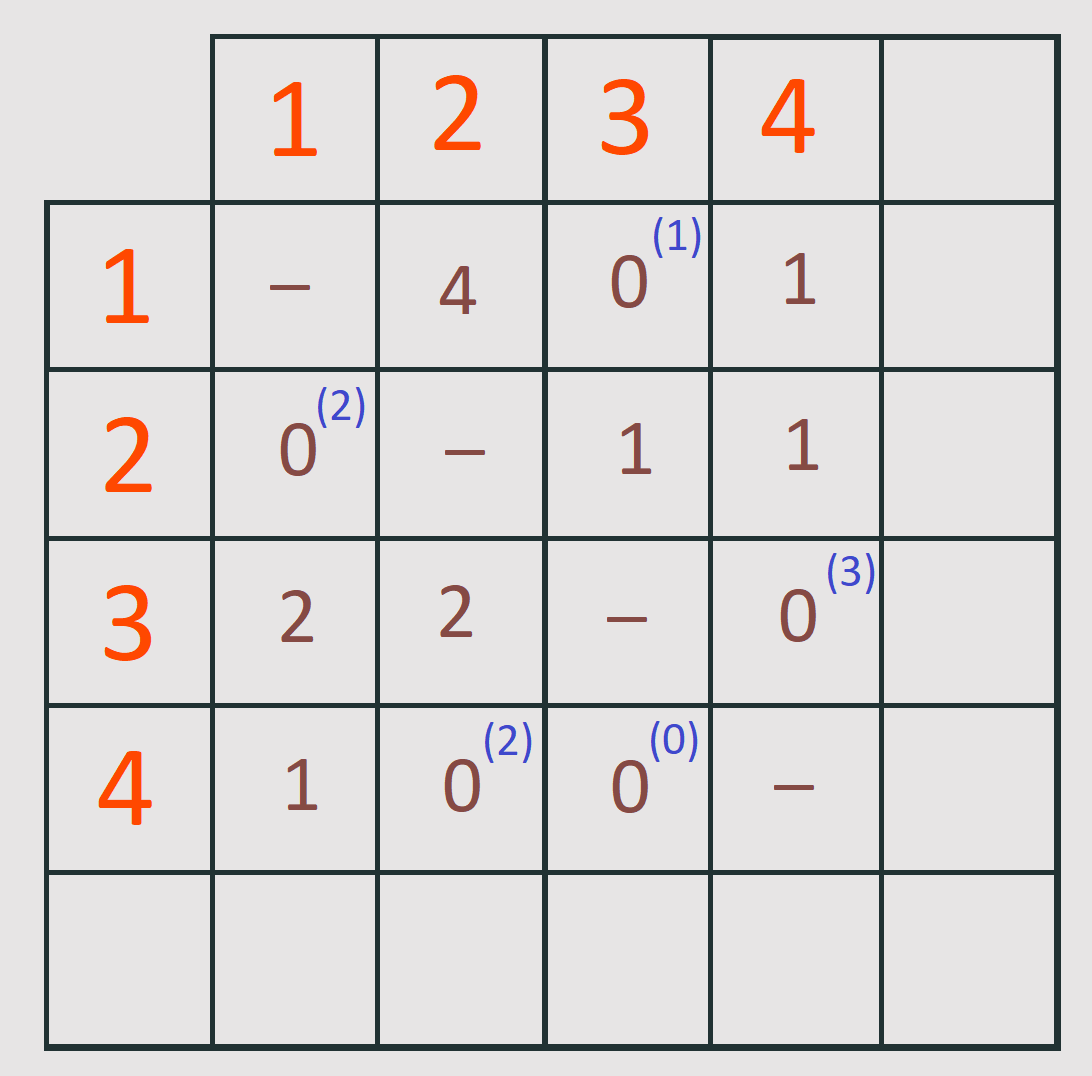 1 2 3 4
1 – 4 0(1) 1
2 0(2) – 1 1
3 2 2 – 0(3)
4 1 0(2) 0(0) –